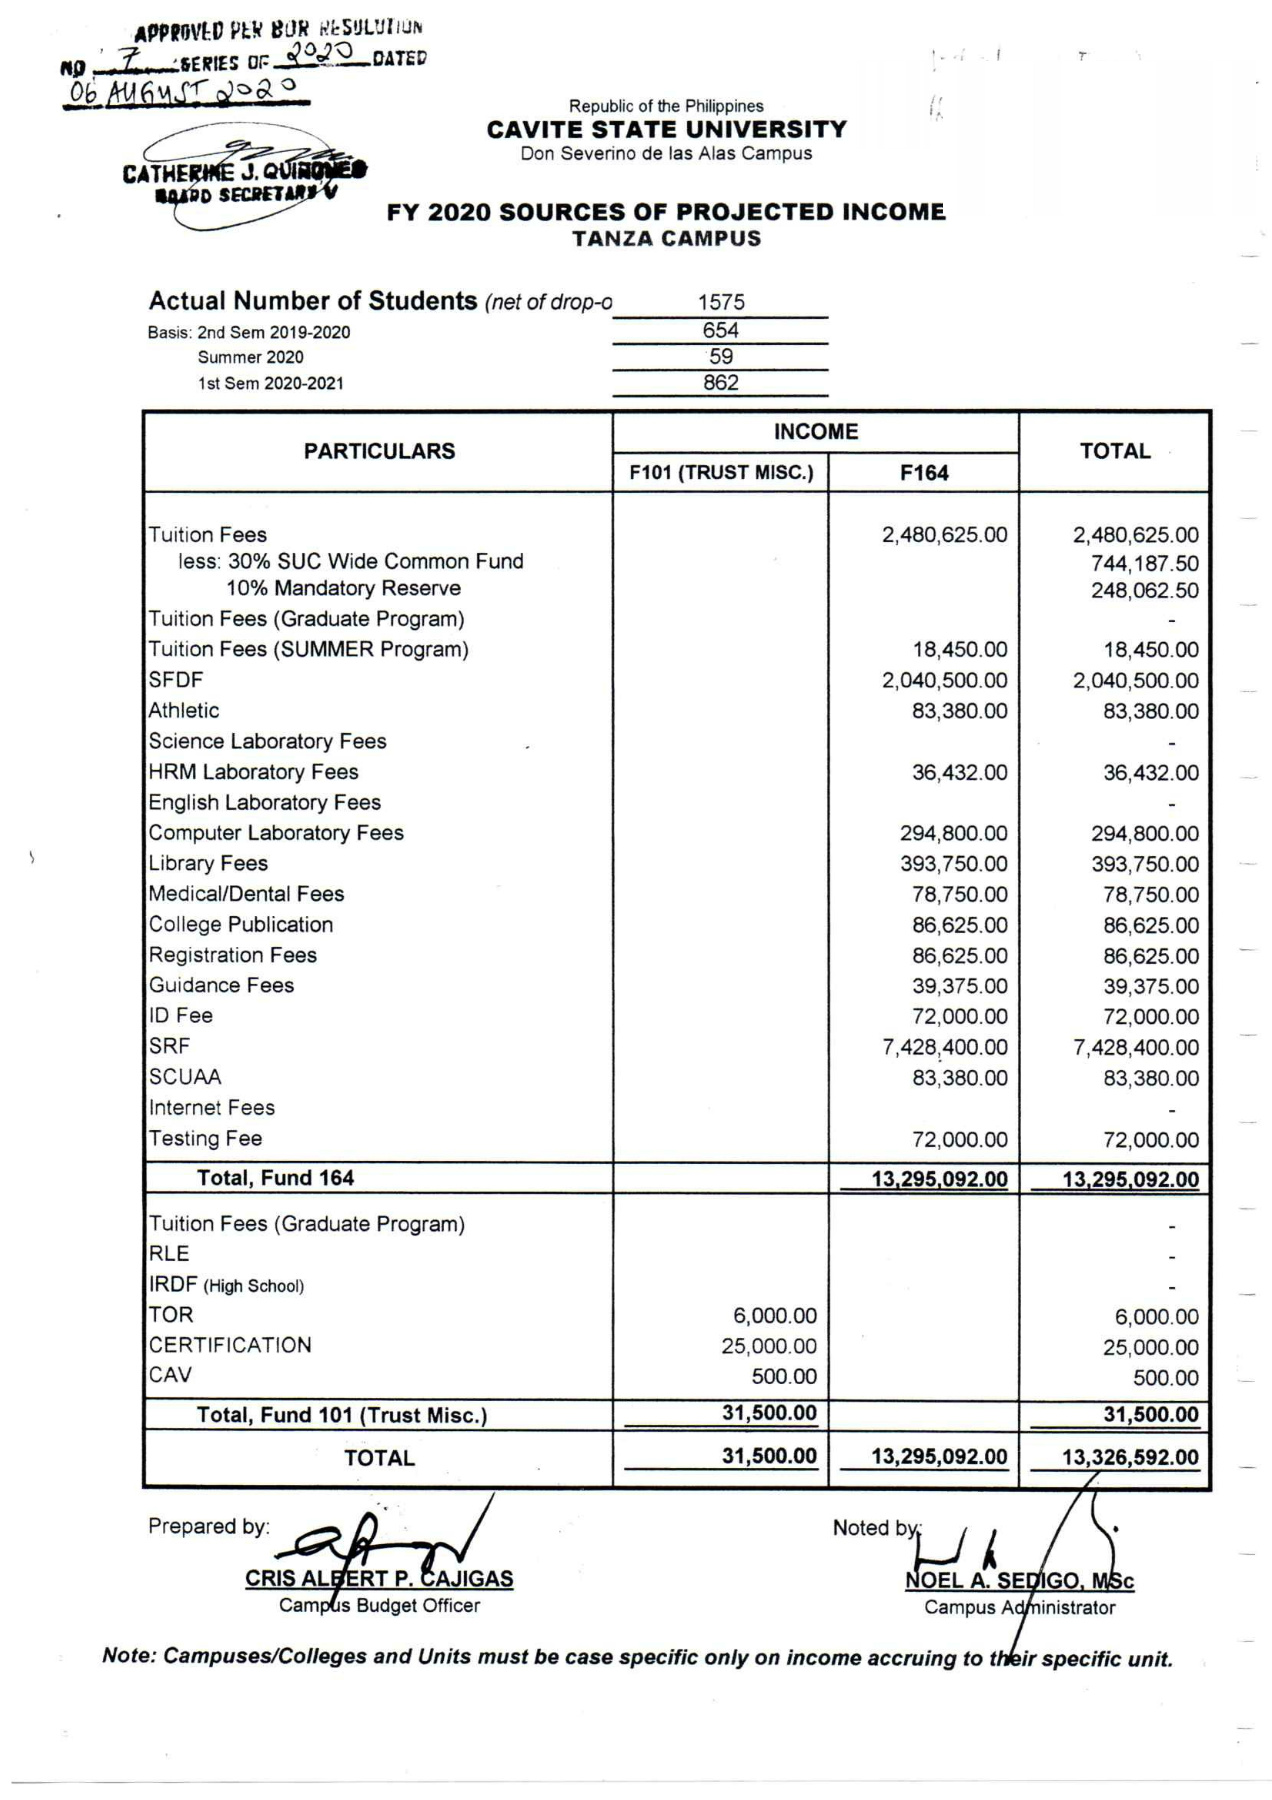 APPROVED PER BOR RESOLUTION
NO 7 SERIES OF 2020 DATED
06 AUGUST 2020
CATHERINE J. QUIRONES
BOARD SECRETARY V
Republic of the Philippines
CAVITE STATE UNIVERSITY
Don Severino de las Alas Campus
FY 2020 SOURCES OF PROJECTED INCOME
TANZA CAMPUS
Actual Number of Students (net of drop-o 1575
Basis: 2nd Sem 2019-2020 654
Summer 2020 59
1st Sem 2020-2021 862
PARTICULARS INCOME TOTAL
F101 (TRUST MISC.) F164
Tuition Fees 2,480,625.00 2,480,625.00
less: 30% SUC Wide Common Fund 744,187.50
10% Mandatory Reserve 248,062.50
Tuition Fees (Graduate Program) -
Tuition Fees (SUMMER Program) 18,450.00 18,450.00
SFDF 2,040,500.00 2,040,500.00
Athletic 83,380.00 83,380.00
Science Laboratory Fees -
HRM Laboratory Fees 36,432.00 36,432.00
English Laboratory Fees -
Computer Laboratory Fees 294,800.00 294,800.00
Library Fees 393,750.00 393,750.00
Medical/Dental Fees 78,750.00 78,750.00
College Publication 86,625.00 86,625.00
Registration Fees 86,625.00 86,625.00
Guidance Fees 39,375.00 39,375.00
ID Fee 72,000.00 72,000.00
SRF 7,428,400.00 7,428,400.00
SCUAA 83,380.00 83,380.00
Internet Fees -
Testing Fee 72,000.00 72,000.00
Total, Fund 164 13,295,092.00 13,295,092.00
Tuition Fees (Graduate Program) -
RLE -
IRDF (High School) -
TOR 6,000.00 6,000.00
CERTIFICATION 25,000.00 25,000.00
CAV 500.00 500.00
Total, Fund 101 (Trust Misc.) 31,500.00 31,500.00
TOTAL 31,500.00 13,295,092.00 13,326,592.00
Prepared by: Noted by:
CRIS ALBERT P. CAJIGAS NOEL A. SEDIGO, MSc
Campus Budget Officer Campus Administrator
Note: Campuses/Colleges and Units must be case specific only on income accruing to their specific unit.